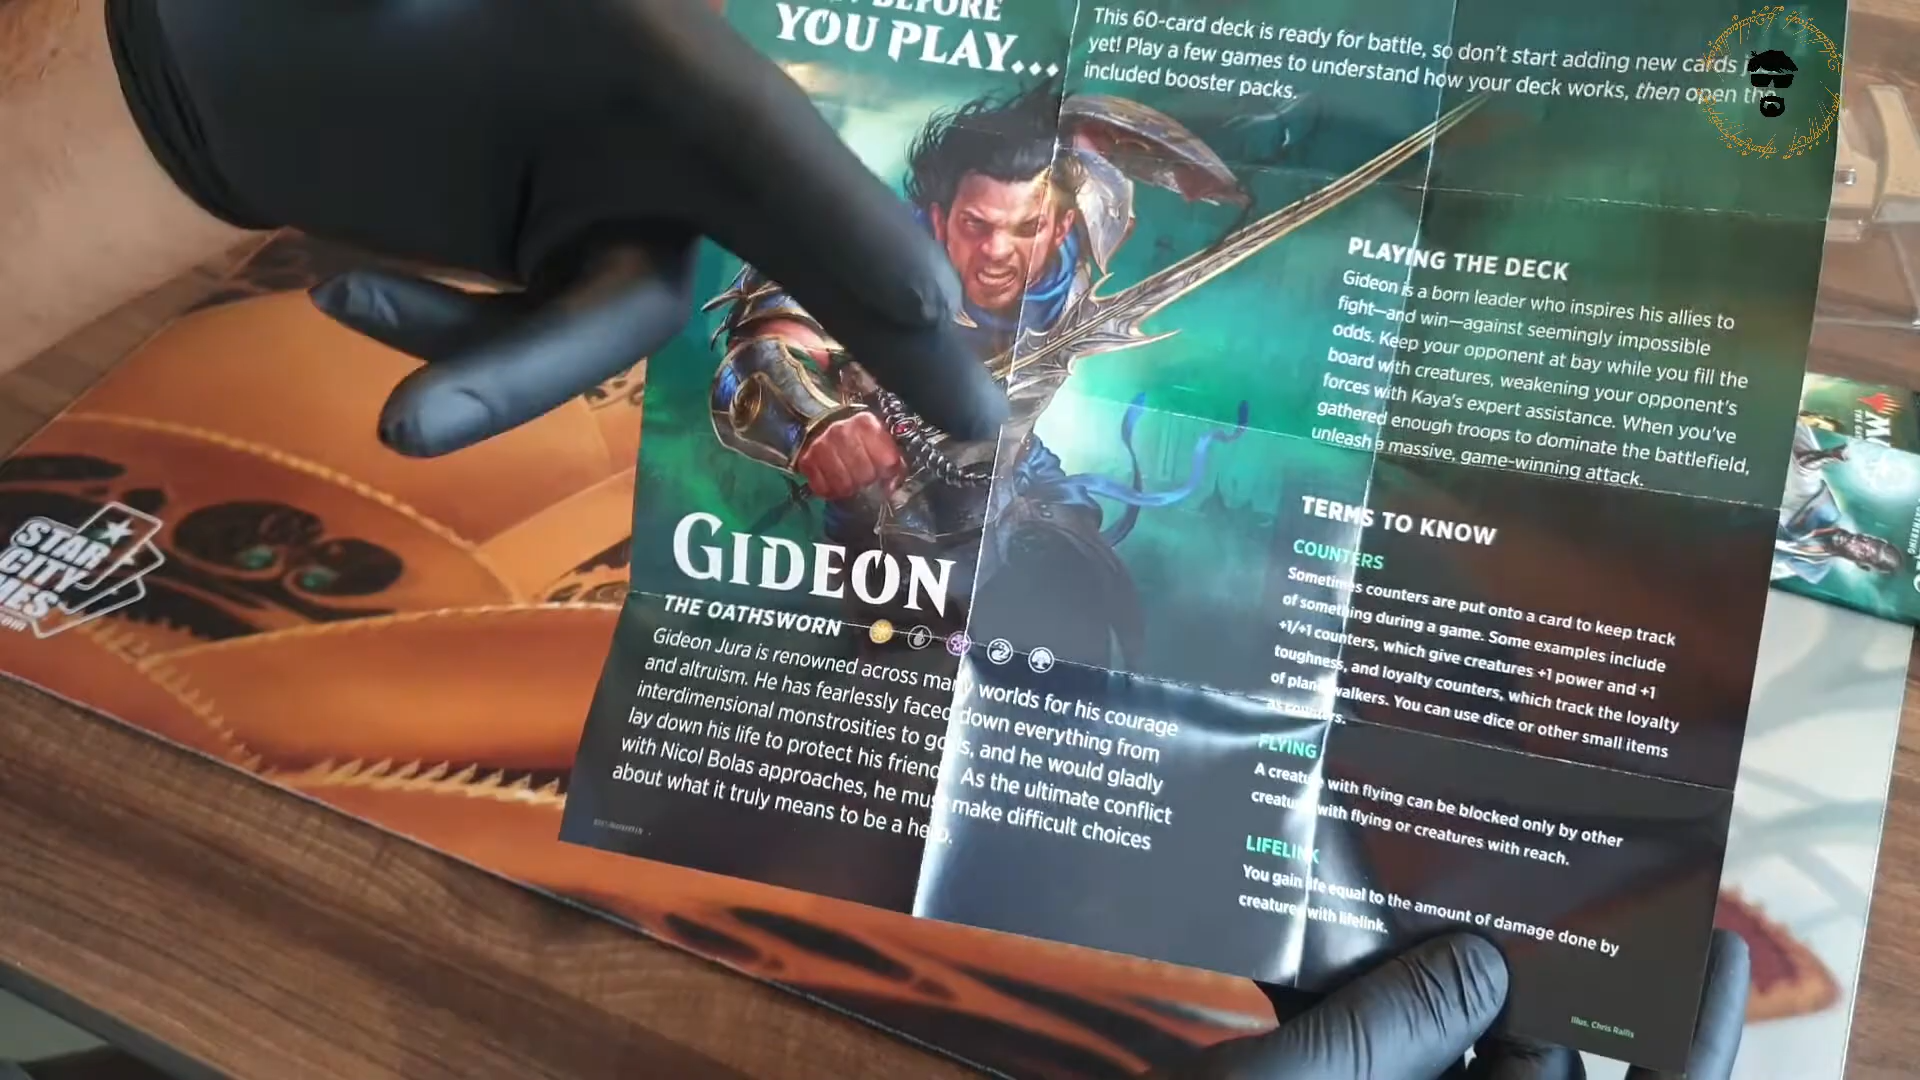 BEFORE
YOU PLAY...
This 60-card deck is ready for battle, so don't start adding new cards
yet! Play a few games to understand how your deck works, then open the
included booster packs.
PLAYING THE DECK
Gideon is a born leader who inspires his allies to
fight—and win—against seemingly impossible
odds. Keep your opponent at bay while you fill the
board with creatures, weakening your opponent's
forces with Kaya's expert assistance. When you've
gathered enough troops to dominate the battlefield,
unleash a massive, game-winning attack.
TERMS TO KNOW
COUNTERS
Sometimes counters are put onto a card to keep track
of something during a game. Some examples include
+1/+1 counters, which give creatures +1 power and +1
toughness, and loyalty counters, which track the loyalty
of planeswalkers. You can use dice or other small items
as counters.
FLYING
A creature with flying can be blocked only by other
creatures with flying or creatures with reach.
LIFELINK
You gain life equal to the amount of damage done by
creatures with lifelink.
Illus. Chris Rallis
GIDEON
THE OATHSWORN
Gideon Jura is renowned across many worlds for his courage
and altruism. He has fearlessly faced down everything from
interdimensional monstrosities to gods, and he would gladly
lay down his life to protect his friends. As the ultimate conflict
with Nicol Bolas approaches, he must make difficult choices
about what it truly means to be a hero.
STAR
CITY